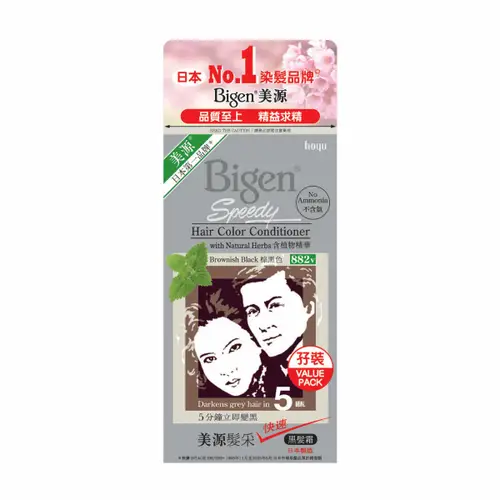 日本 No.1 染髮品牌
Bigen® 美源
品質至上 精益求精
美源®
日本第一品牌
hoyu
Bigen®
Speedy
Hair Color Conditioner
with Natural Herbs 含植物精華
No
Ammonia
不含氨
Brownish Black 棕黑色 882y
孖裝
VALUE
PACK
Darkens grey hair in 5
5分鐘立即變黑
美源髮采 快速
黑髮霜
日本製造